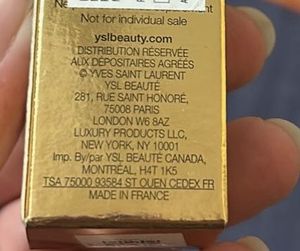 Not for individual sale
yslbeauty.com
DISTRIBUTION RÉSERVÉE
AUX DÉPOSITAIRES AGRÉÉS
© YVES SAINT LAURENT
YSL BEAUTÉ
281, RUE SAINT HONORÉ,
75008 PARIS
LONDON W6 8AZ
LUXURY PRODUCTS LLC,
NEW YORK, NY 10001
Imp. By/par YSL BEAUTÉ CANADA,
MONTRÉAL, H4T 1K5
TSA 75000 93584 ST OUEN CEDEX FR
MADE IN FRANCE